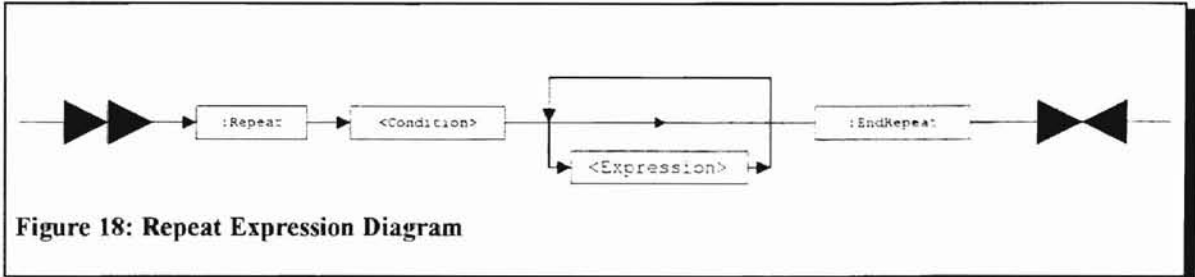 :Repeat <Condition> :EndRepeat
<Expression>
Figure 18: Repeat Expression Diagram